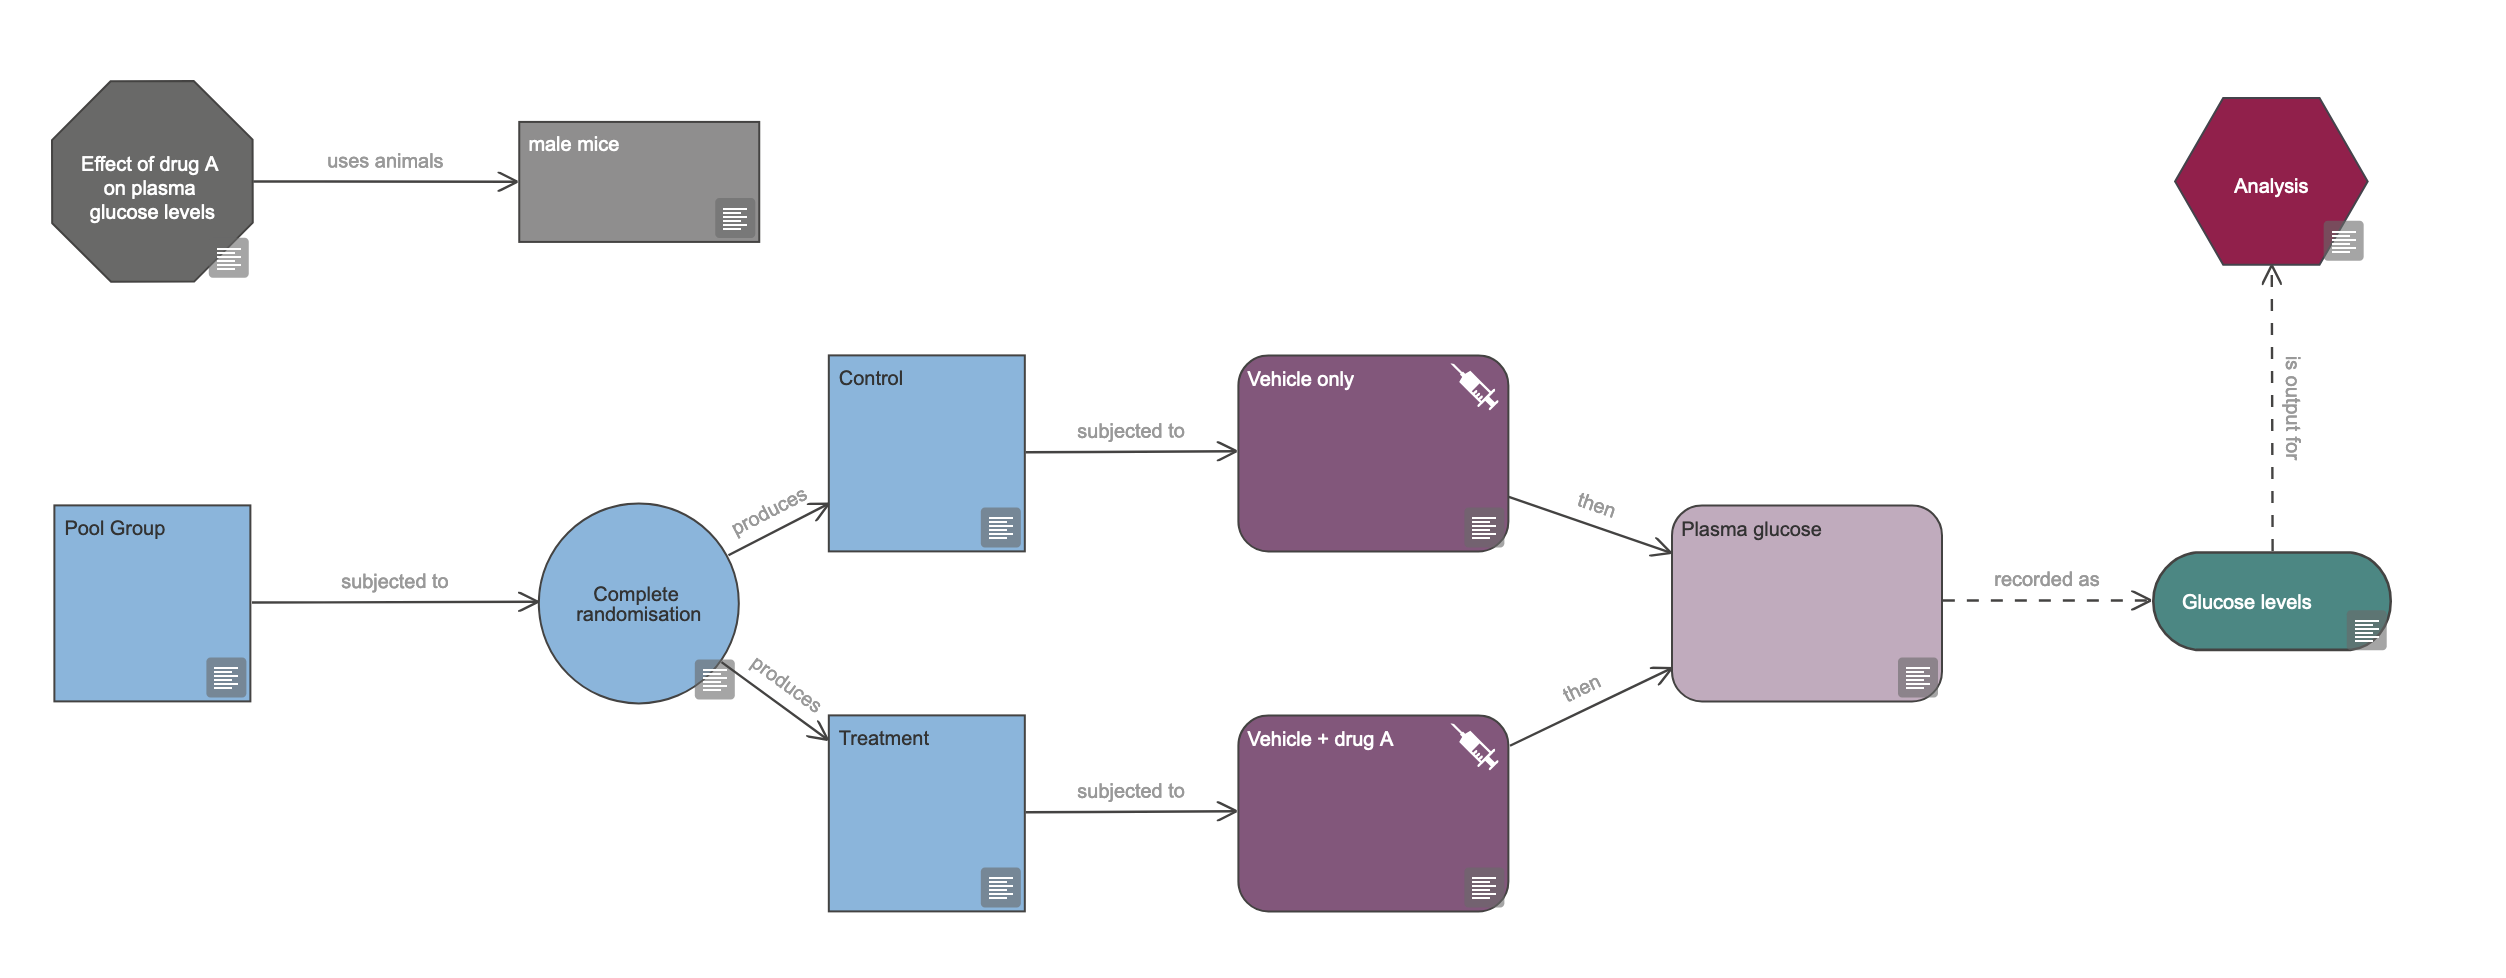 Effect of drug A
on plasma
glucose levels
uses animals
male mice
Analysis
is output for
Pool Group
subjected to
Complete
randomisation
produces
produces
Control
subjected to
Vehicle only
then
Treatment
subjected to
Vehicle + drug A
then
Plasma glucose
recorded as
Glucose levels